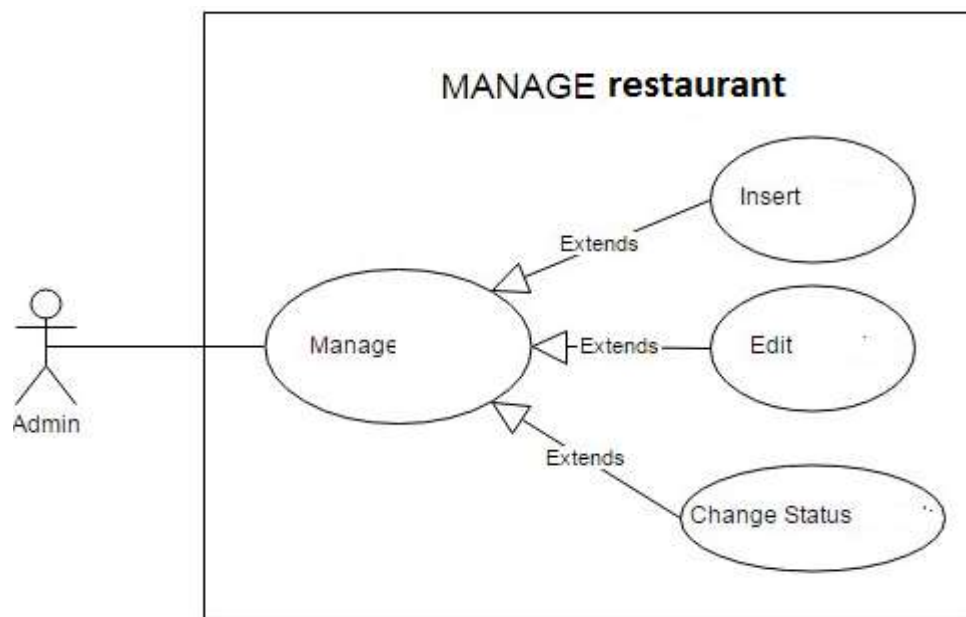 MANAGE restaurant
Insert
Extends
Manage
Extends
Edit
Admin
Extends
Change Status